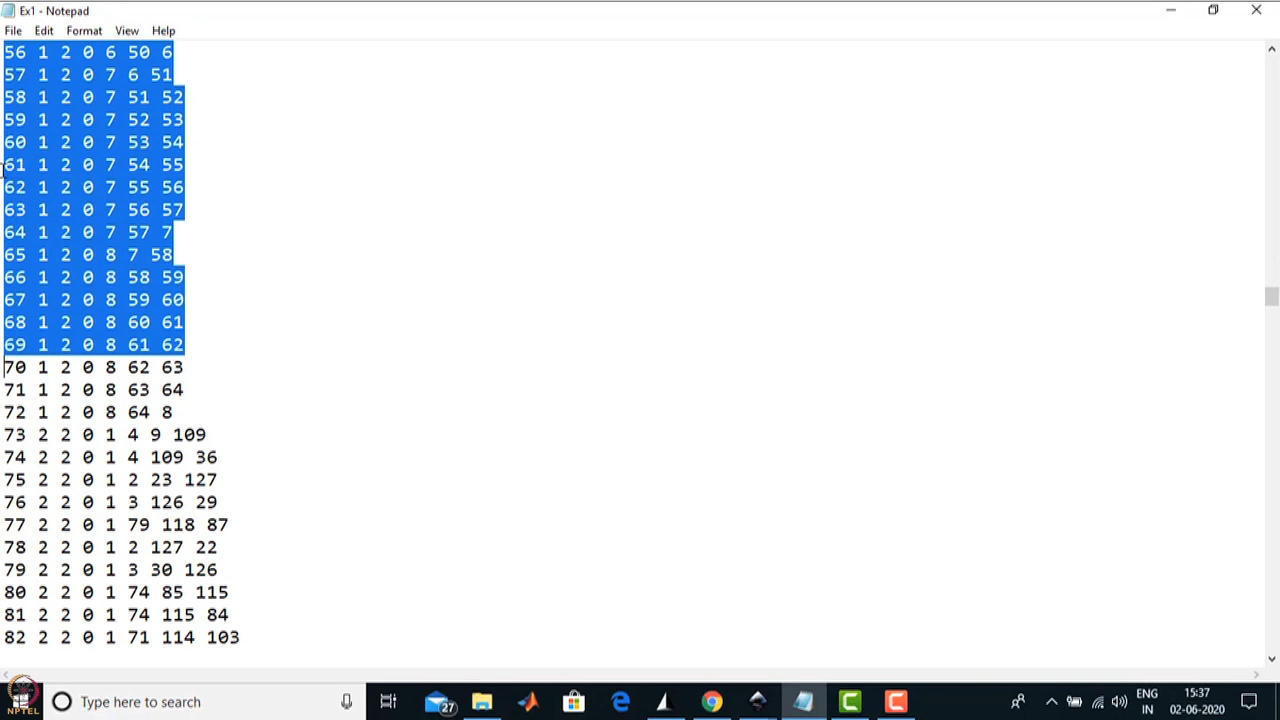 Ex1 - Notepad
File Edit Format View Help
56 1 2 0 6 50 6
57 1 2 0 7 6 51
58 1 2 0 7 51 52
59 1 2 0 7 52 53
60 1 2 0 7 53 54
61 1 2 0 7 54 55
62 1 2 0 7 55 56
63 1 2 0 7 56 57
64 1 2 0 7 57 7
65 1 2 0 8 7 58
66 1 2 0 8 58 59
67 1 2 0 8 59 60
68 1 2 0 8 60 61
69 1 2 0 8 61 62
70 1 2 0 8 62 63
71 1 2 0 8 63 64
72 1 2 0 8 64 8
73 2 2 0 1 4 9 109
74 2 2 0 1 4 109 36
75 2 2 0 1 2 23 127
76 2 2 0 1 3 126 29
77 2 2 0 1 79 118 87
78 2 2 0 1 2 127 22
79 2 2 0 1 3 30 126
80 2 2 0 1 74 85 115
81 2 2 0 1 74 115 84
82 2 2 0 1 71 114 103
NPTEL
Type here to search
27
ENG
IN
15:37
02-06-2020